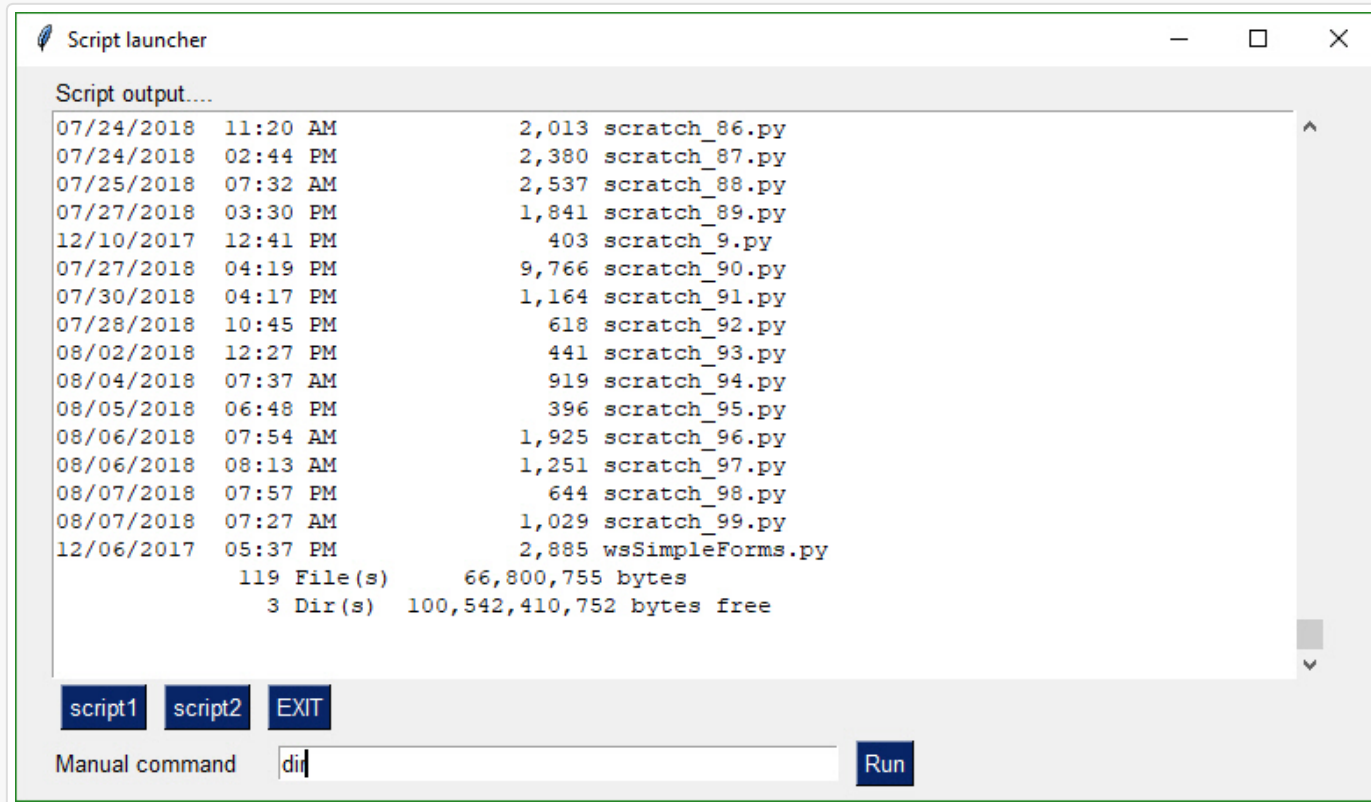 Script launcher
Script output....
07/24/2018  11:20 AM             2,013 scratch_86.py
07/24/2018  02:44 PM             2,380 scratch_87.py
07/25/2018  07:32 AM             2,537 scratch_88.py
07/27/2018  03:30 PM             1,841 scratch_89.py
12/10/2017  12:41 PM               403 scratch_9.py
07/27/2018  04:19 PM             9,766 scratch_90.py
07/30/2018  04:17 PM             1,164 scratch_91.py
07/28/2018  10:45 PM               618 scratch_92.py
08/02/2018  12:27 PM               441 scratch_93.py
08/04/2018  07:37 AM               919 scratch_94.py
08/05/2018  06:48 PM               396 scratch_95.py
08/06/2018  07:54 AM             1,925 scratch_96.py
08/06/2018  08:13 AM             1,251 scratch_97.py
08/07/2018  07:57 PM               644 scratch_98.py
08/07/2018  07:27 AM             1,029 scratch_99.py
12/06/2017  05:37 PM             2,885 wsSimpleForms.py
             119 File(s)     66,800,755 bytes
               3 Dir(s)  100,542,410,752 bytes free
script1 script2 EXIT
Manual command dir Run